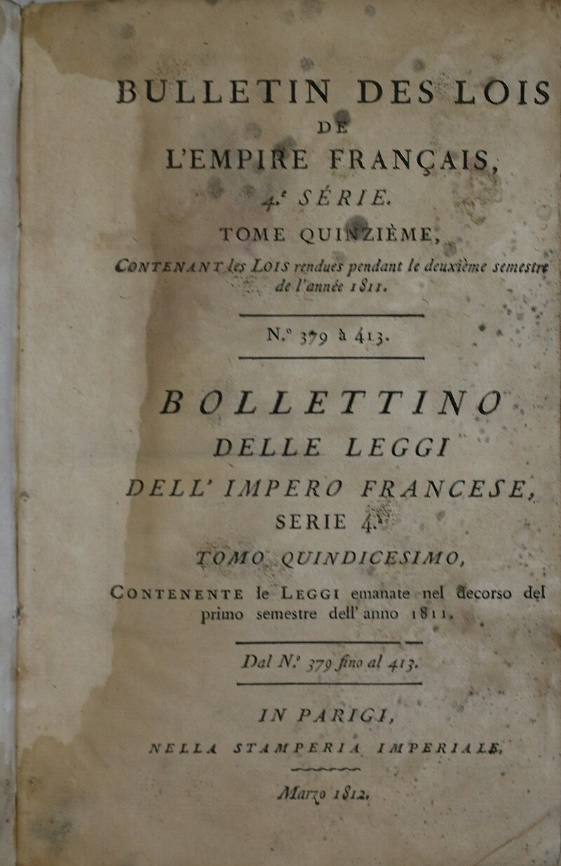 BULLETIN DES LOIS
DE
L'EMPIRE FRANÇAIS,
4.e SÉRIE.
TOME QUINZIÈME,
CONTENANT les LOIS rendues pendant le deuxième semestre
de l'année 1811.
N.o 379 à 413.
BOLLETTINO
DELLE LEGGI
DELL' IMPERO FRANCESE,
SERIE 4.a
TOMO QUINDICESIMO,
CONTENENTE le LEGGI emanate nel decorso del
primo semestre dell' anno 1811.
Dal N.o 379 fino al 413.
IN PARIGI,
NELLA STAMPERIA IMPERIALE.
Marzo 1812.